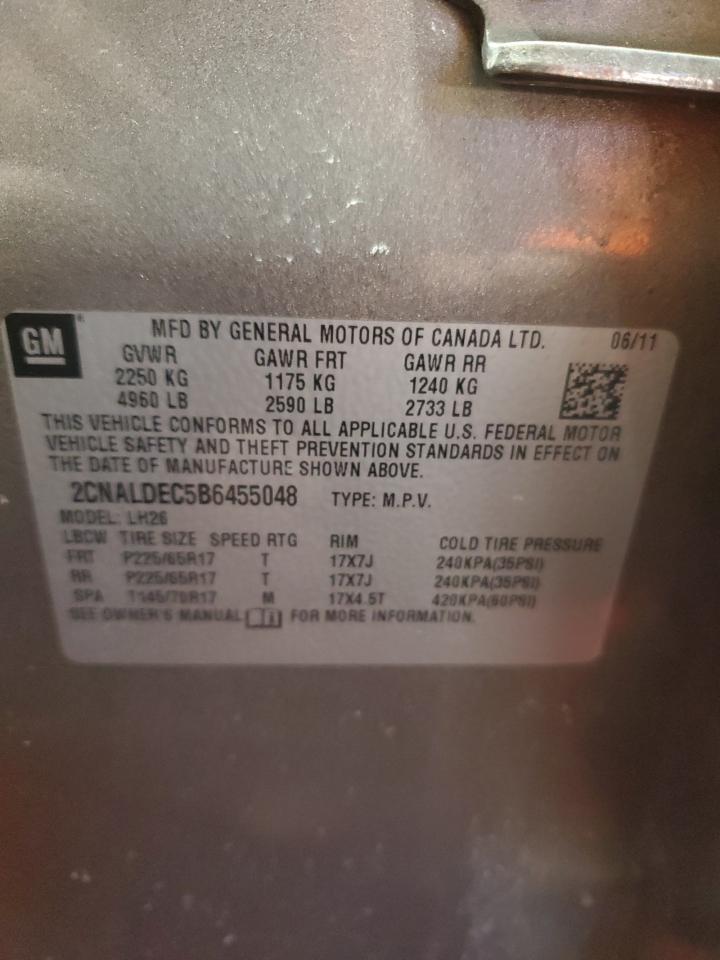 GM
MFD BY GENERAL MOTORS OF CANADA LTD. 06/11
GVWR GAWR FRT GAWR RR
2250 KG 1175 KG 1240 KG
4960 LB 2590 LB 2733 LB
THIS VEHICLE CONFORMS TO ALL APPLICABLE U.S. FEDERAL MOTOR
VEHICLE SAFETY AND THEFT PREVENTION STANDARDS IN EFFECT ON
THE DATE OF MANUFACTURE SHOWN ABOVE.
2CNALDEC5B6455048 TYPE: M.P.V.
MODEL: LH26
LBCW TIRE SIZE SPEED RTG RIM COLD TIRE PRESSURE
FRT P225/65R17 T 17X7J 240KPA(35PSI)
RR P225/65R17 T 17X7J 240KPA(35PSI)
SPA T145/70R17 M 17X4.5T 420KPA(60PSI)
SEE OWNER'S MANUAL FOR MORE INFORMATION.